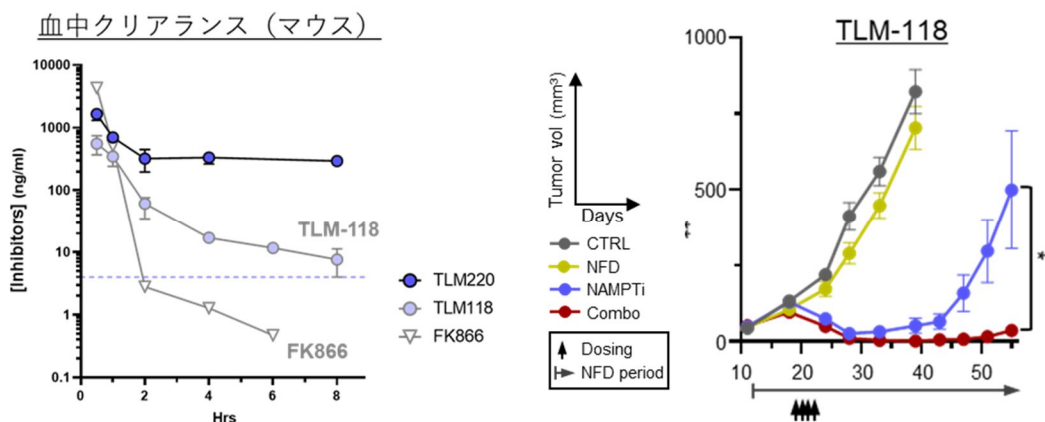 血中クリアランス（マウス）
[Inhibitors] (ng/ml)
10000
1000
100
10
1
0.1
0
2
4
6
8
Hrs
TLM-118
FK866
TLM220
TLM118
FK866
Tumor vol (mm³)
Days
CTRL
NFD
NAMPTi
Combo
Dosing
NFD period
TLM-118
1000
500
0
10
20
30
40
50
**
*